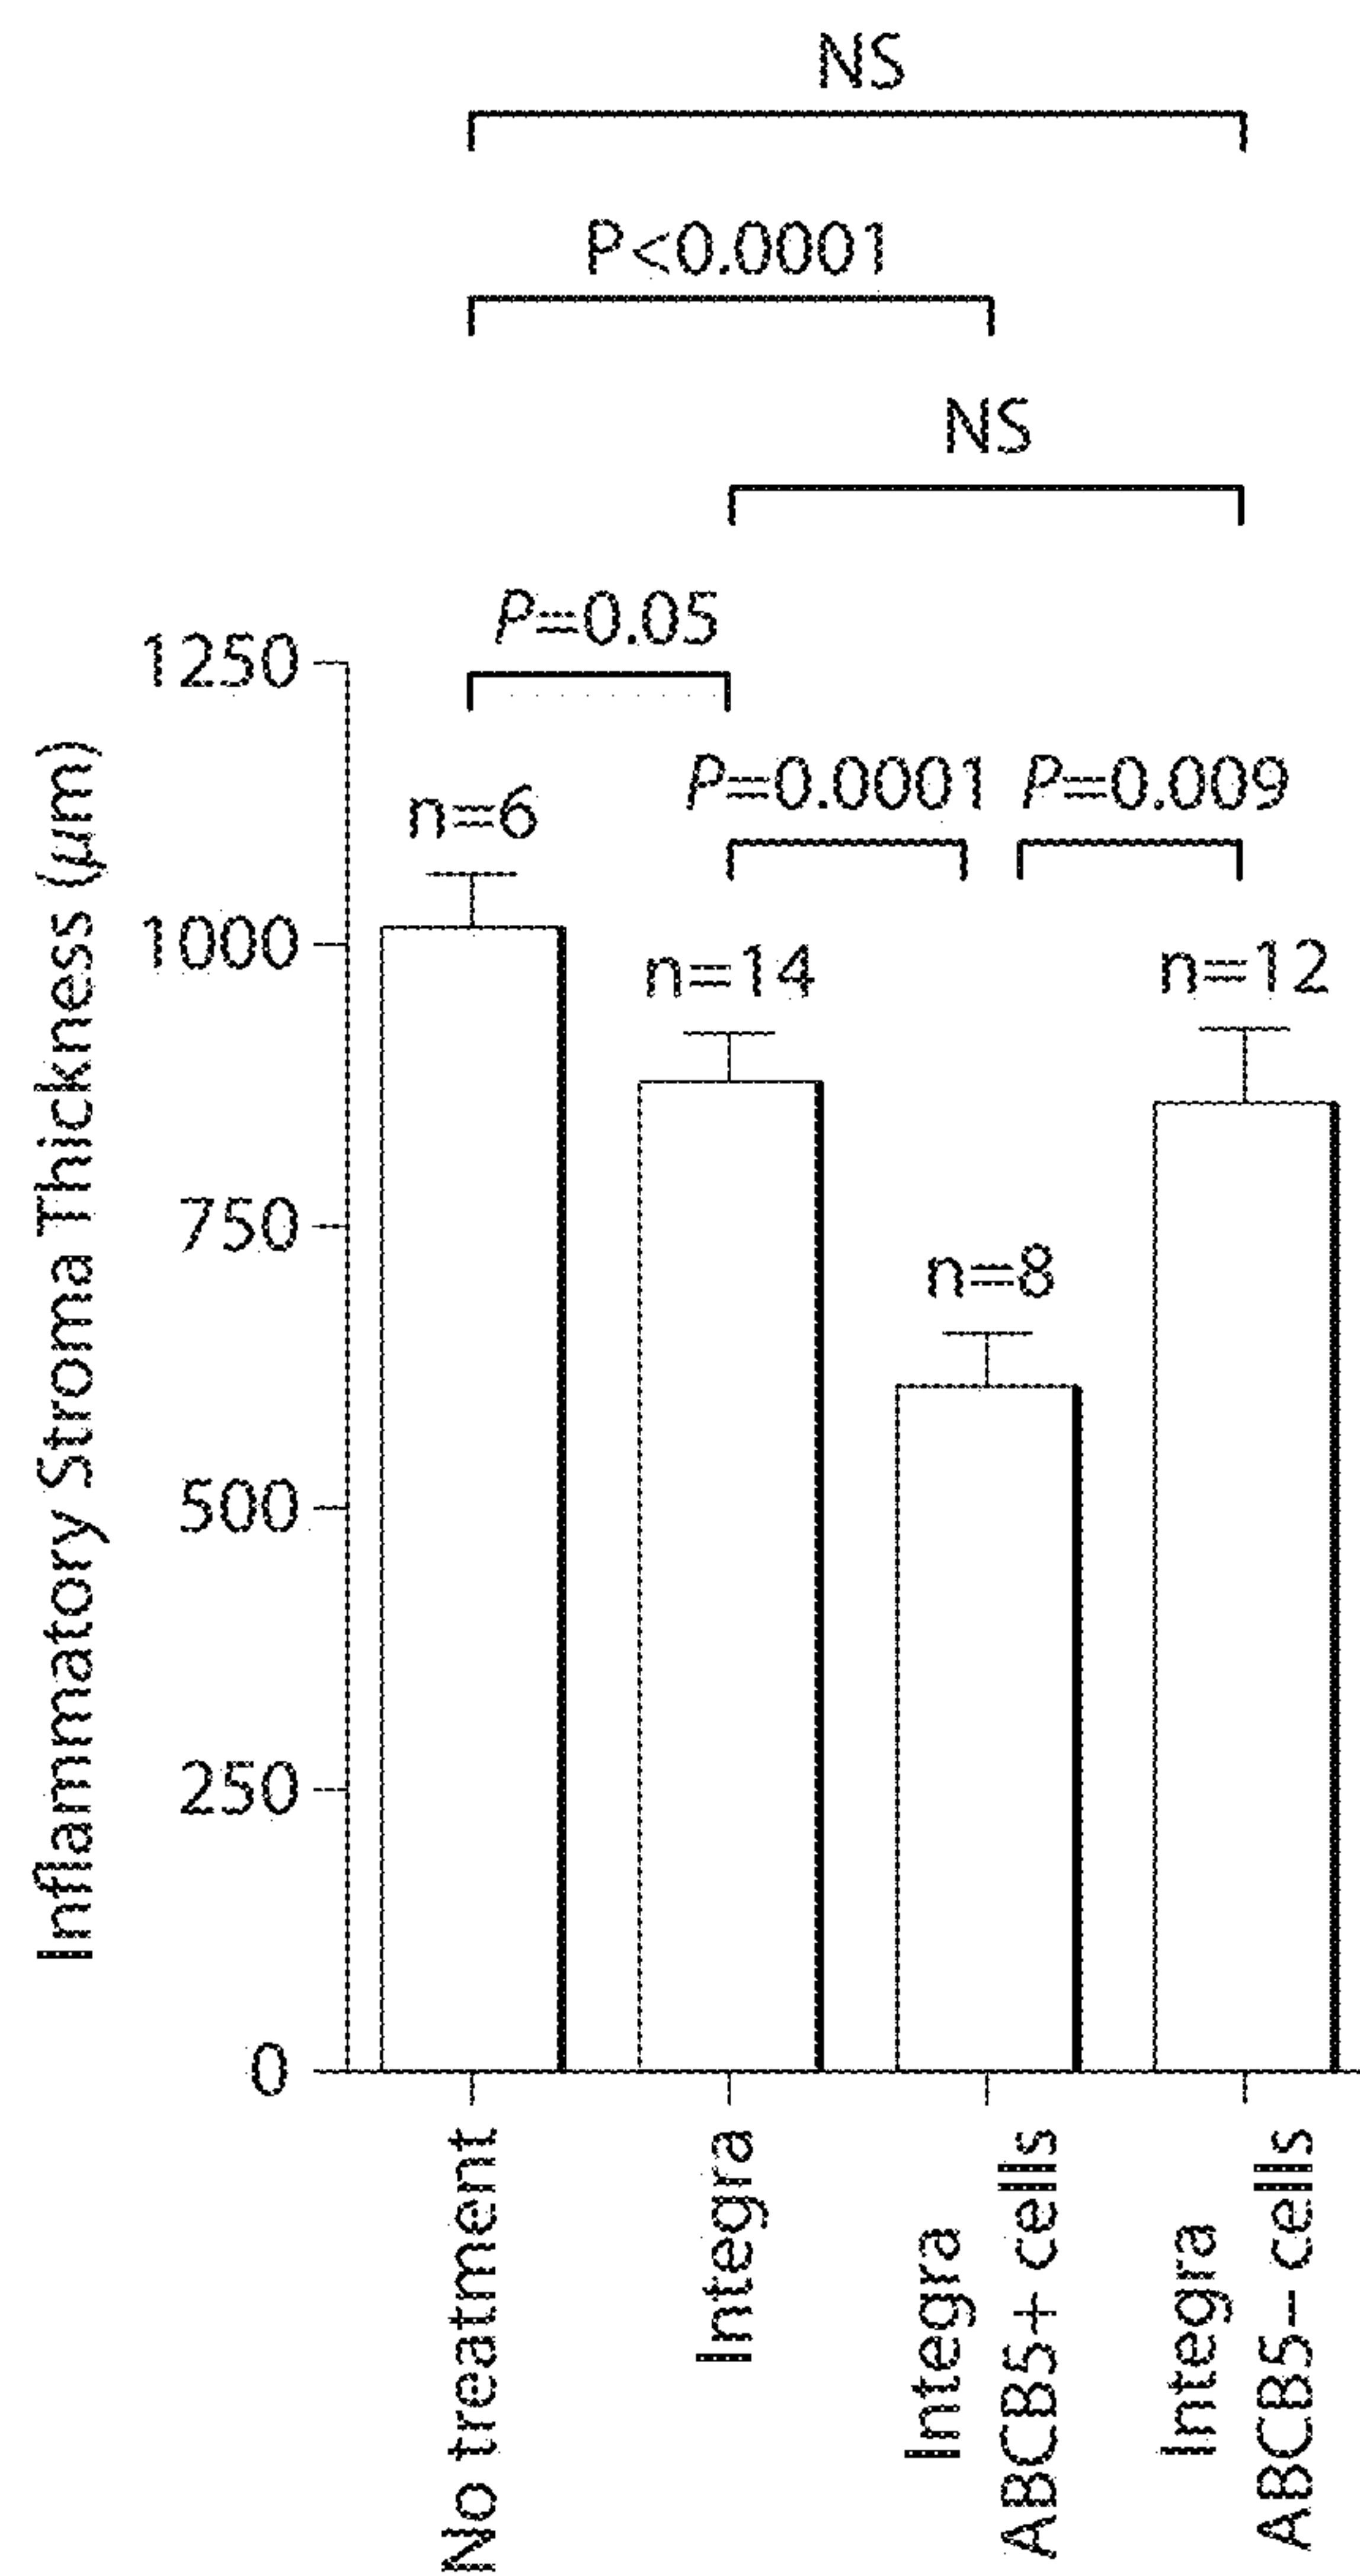 NS
P<0.0001
NS
P=0.05
P=0.0001 P=0.009
n=6
n=14
n=8
n=12
Inflammatory Stroma Thickness (μm)
1250
1000
750
500
250
0
No treatment
Integra
Integra
ABCB5+ cells
Integra
ABCB5– cells